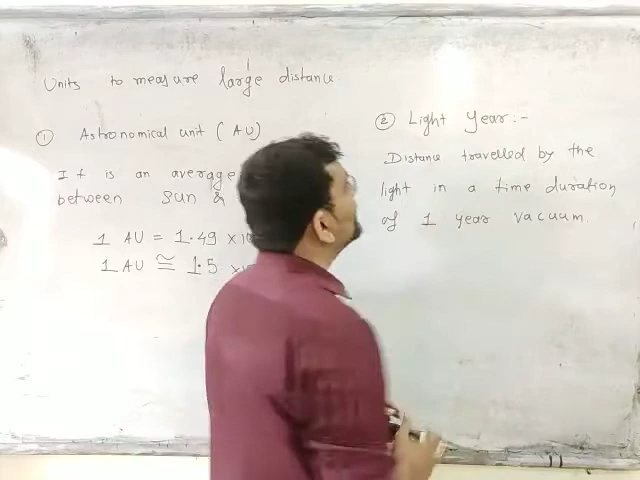 Units to measure large distance
① Astronomical unit (AU)
It is an average
between sun &
1 AU = 1.49 × 10
1 AU ≅ 1.5 ×
② Light Year:-
Distance travelled by the
light in a time duration
of 1 year vacuum